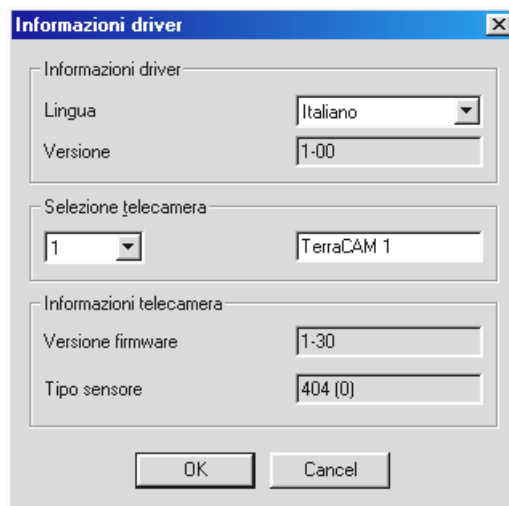 Informazioni driver
Informazioni driver
Lingua Italiano
Versione 1-00
Selezione telecamera
1 TerraCAM 1
Informazioni telecamera
Versione firmware 1-30
Tipo sensore 404 (0)
OK Cancel